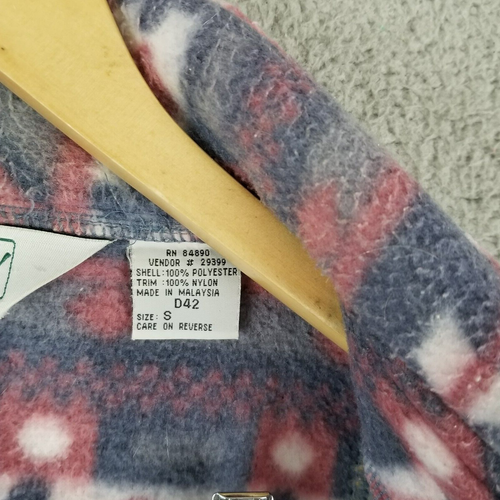 RN 84890
VENDOR # 29399
SHELL:100% POLYESTER
TRIM :100% NYLON
MADE IN MALAYSIA
D42
SIZE: S
CARE ON REVERSE